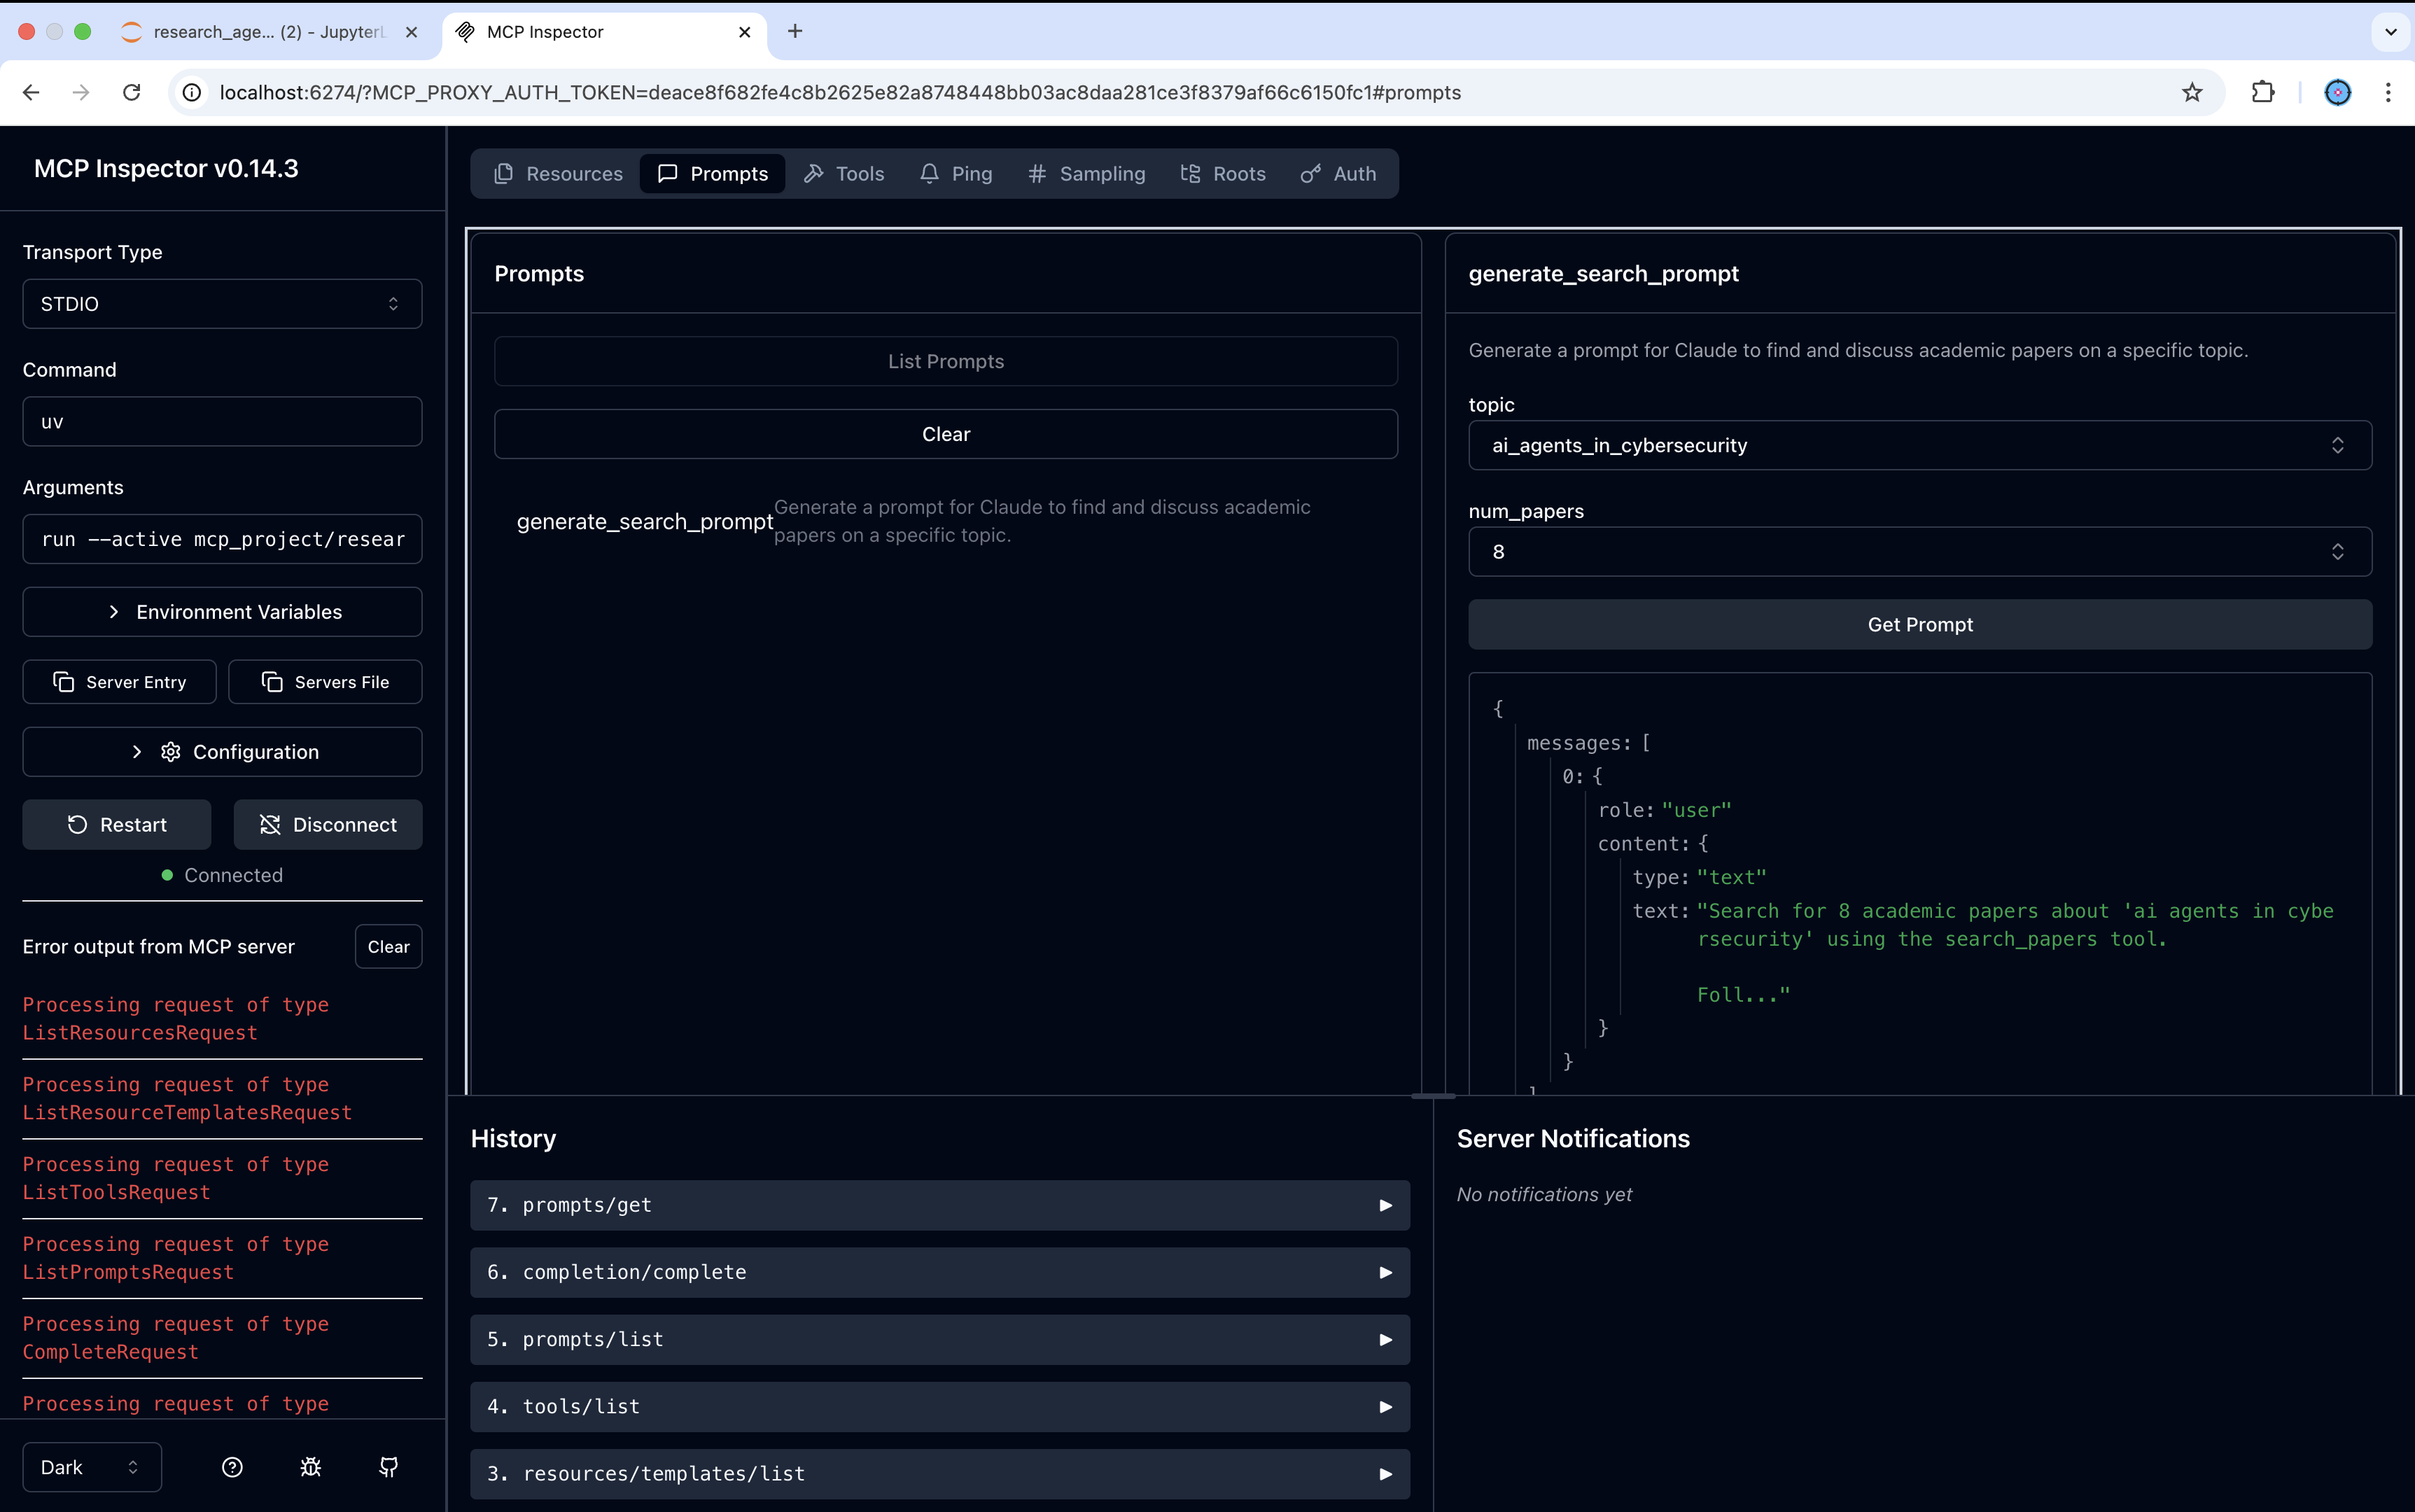 research_age... (2) - Jupyter
MCP Inspector
localhost:6274/?MCP_PROXY_AUTH_TOKEN=deace8f682fe4c8b2625e82a8748448bb03ac8daa281ce3f8379af66c6150fc1#prompts
MCP Inspector v0.14.3
Transport Type
STDIO
Command
uv
Arguments
run --active mcp_project/resear
Environment Variables
Server Entry
Servers File
Configuration
Restart
Disconnect
Connected
Error output from MCP server
Clear
Processing request of type
ListResourcesRequest
Processing request of type
ListResourceTemplatesRequest
Processing request of type
ListToolsRequest
Processing request of type
ListPromptsRequest
Processing request of type
CompleteRequest
Processing request of type
Dark
Resources
Prompts
Tools
Ping
Sampling
Roots
Auth
Prompts
List Prompts
Clear
generate_search_prompt
Generate a prompt for Claude to find and discuss academic
papers on a specific topic.
generate_search_prompt
Generate a prompt for Claude to find and discuss academic papers on a specific topic.
topic
ai_agents_in_cybersecurity
num_papers
8
Get Prompt
{
messages: [
0: {
role: "user"
content: {
type: "text"
text: "Search for 8 academic papers about 'ai agents in cybe
rsecurity' using the search_papers tool.
Foll..."
}
}
]
History
7. prompts/get
6. completion/complete
5. prompts/list
4. tools/list
3. resources/templates/list
Server Notifications
No notifications yet